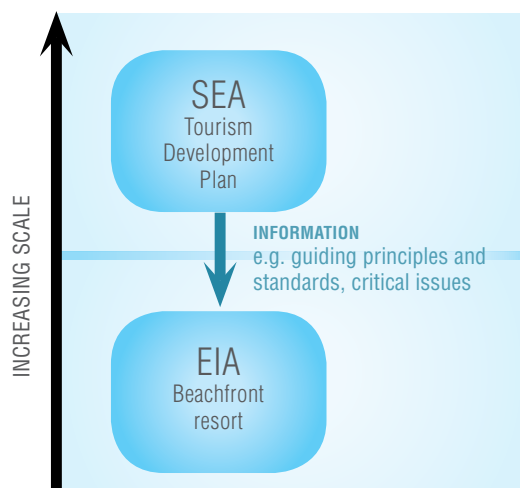 SEA
Tourism
Development
Plan
INFORMATION
e.g. guiding principles and
standards, critical issues
INCREASING SCALE
EIA
Beachfront
resort